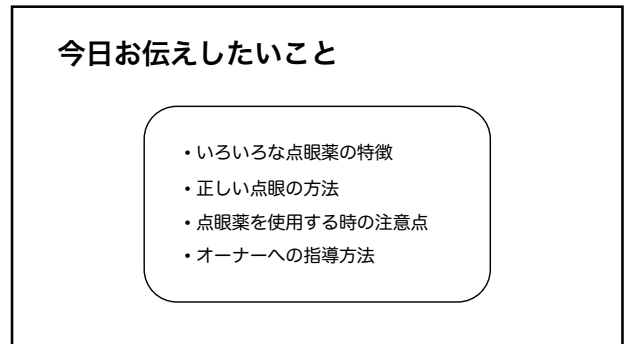 今日お伝えしたいこと
・いろいろな点眼薬の特徴
・正しい点眼の方法
・点眼薬を使用する時の注意点
・オーナーへの指導方法